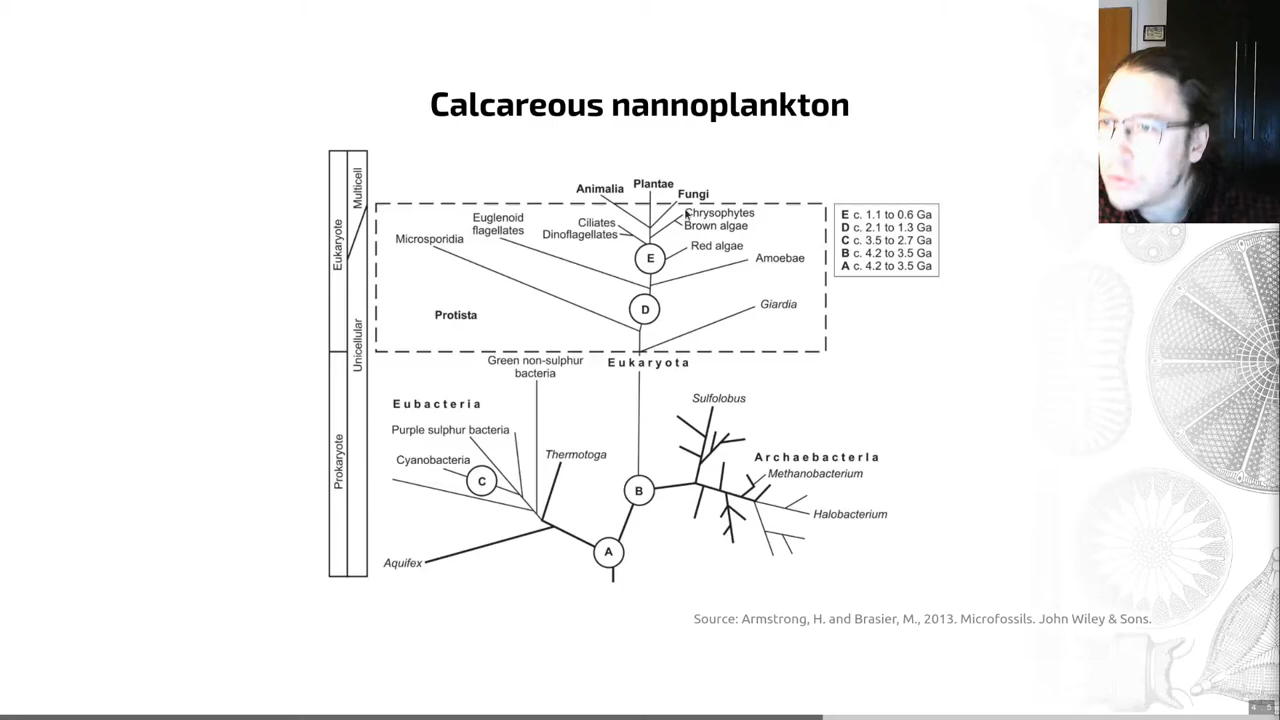 Calcareous nannoplankton
Multicell
Eukaryote
Unicellular
Prokaryote
Animalia
Plantae
Fungi
Chrysophytes
Brown algae
Euglenoid
flagellates
Ciliates
Dinoflagellates
Microsporidia
Red algae
E
Amoebae
D
Giardia
Protista
E c. 1.1 to 0.6 Ga
D c. 2.1 to 1.3 Ga
C c. 3.5 to 2.7 Ga
B c. 4.2 to 3.5 Ga
A c. 4.2 to 3.5 Ga
Green non-sulphur
bacteria
Eukaryota
Eubacteria
Purple sulphur bacteria
Cyanobacteria
C
Thermotoga
Aquifex
A
B
Sulfolobus
Archaebacteria
Methanobacterium
Halobacterium
Source: Armstrong, H. and Brasier, M., 2013. Microfossils. John Wiley & Sons.